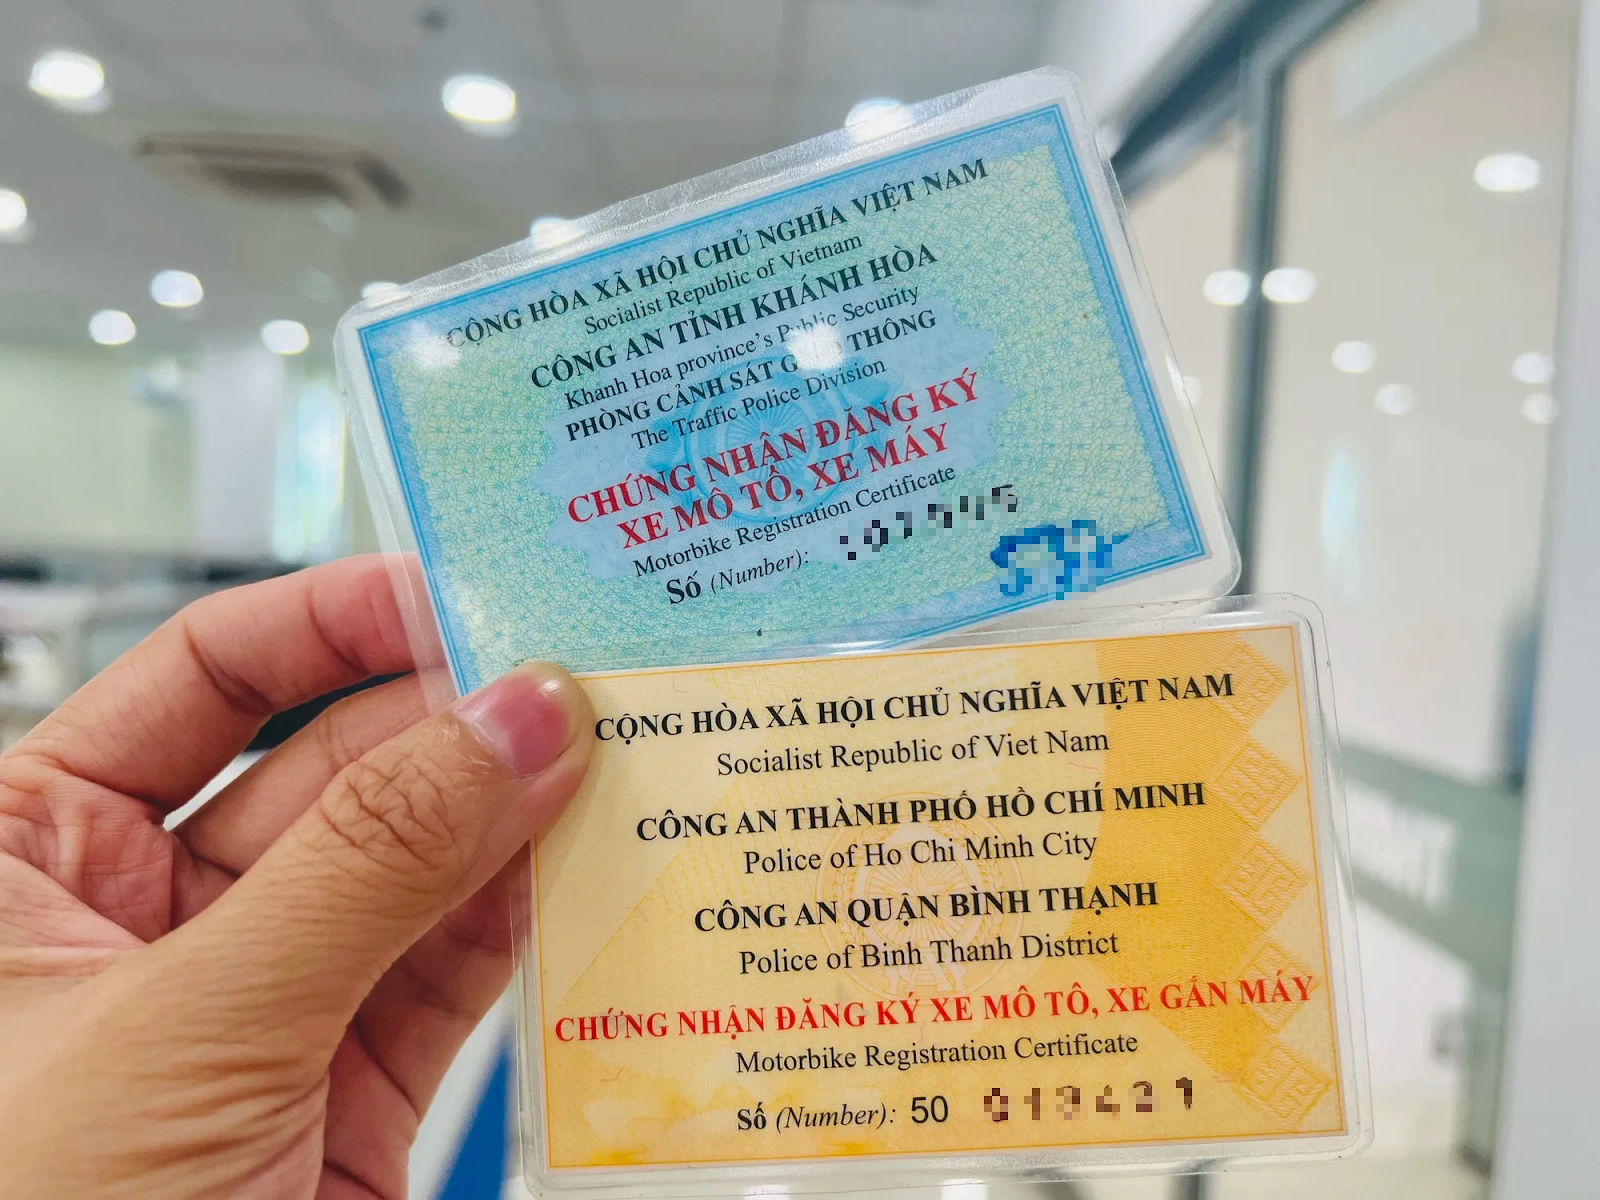 CỘNG HÒA XÃ HỘI CHỦ NGHĨA VIỆT NAM
Socialist Republic of Vietnam
CÔNG AN TỈNH KHÁNH HÒA
Khanh Hoa province's Public Security
PHÒNG CẢNH SÁT THÔNG
The Traffic Police Division
CHỨNG NHẬN ĐĂNG KÝ
XE MÔ TÔ, XE MÁY
Motorbike Registration Certificate
Số (Number):
CỘNG HÒA XÃ HỘI CHỦ NGHĨA VIỆT NAM
Socialist Republic of Viet Nam
CÔNG AN THÀNH PHỐ HỒ CHÍ MINH
Police of Ho Chi Minh City
CÔNG AN QUẬN BÌNH THẠNH
Police of Binh Thanh District
CHỨNG NHẬN ĐĂNG KÝ XE MÔ TÔ, XE GẮN MÁY
Motorbike Registration Certificate
Số (Number): 50